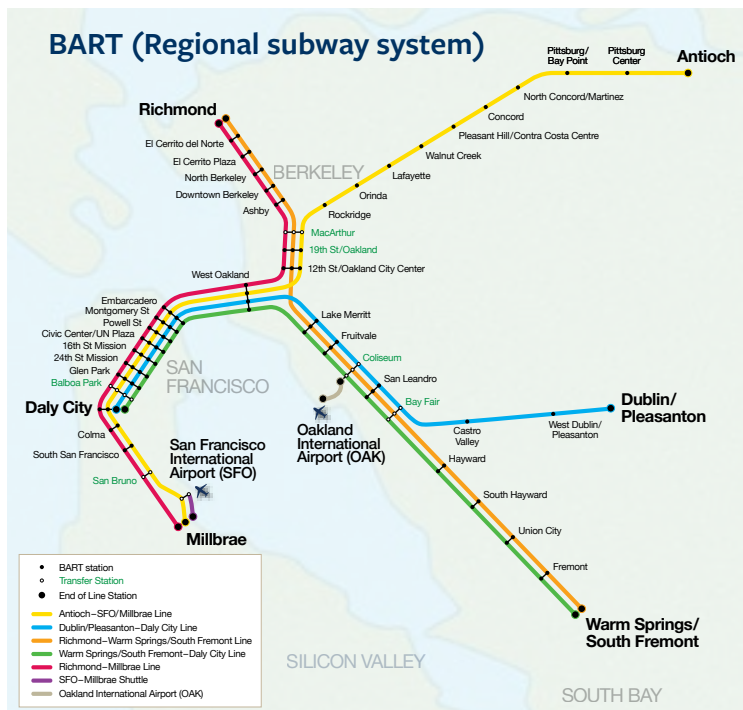 BART (Regional subway system)
Pittsburg/
Bay Point
Pittsburg
Center
Antioch
North Concord/Martinez
Concord
Pleasant Hill/Contra Costa Centre
Walnut Creek
Lafayette
Orinda
Rockridge
Richmond
El Cerrito del Norte
El Cerrito Plaza
North Berkeley
Downtown Berkeley
Ashby
BERKELEY
MacArthur
19th St/Oakland
12th St/Oakland City Center
West Oakland
Embarcadero
Montgomery St
Powell St
Civic Center/UN Plaza
16th St Mission
24th St Mission
Glen Park
Balboa Park
Daly City
SAN
FRANCISCO
Lake Merritt
Fruitvale
Coliseum
San Leandro
Bay Fair
Oakland
International
Airport (OAK)
Castro
Valley
West Dublin/
Pleasanton
Dublin/
Pleasanton
Colma
South San Francisco
San Bruno
San Francisco
International
Airport (SFO)
Millbrae
Hayward
South Hayward
Union City
Fremont
Warm Springs/
South Fremont
SILICON VALLEY
SOUTH BAY
BART station
Transfer Station
End of Line Station
Antioch–SFO/Millbrae Line
Dublin/Pleasanton–Daly City Line
Richmond–Warm Springs/South Fremont Line
Warm Springs/South Fremont–Daly City Line
Richmond–Millbrae Line
SFO–Millbrae Shuttle
Oakland International Airport (OAK)